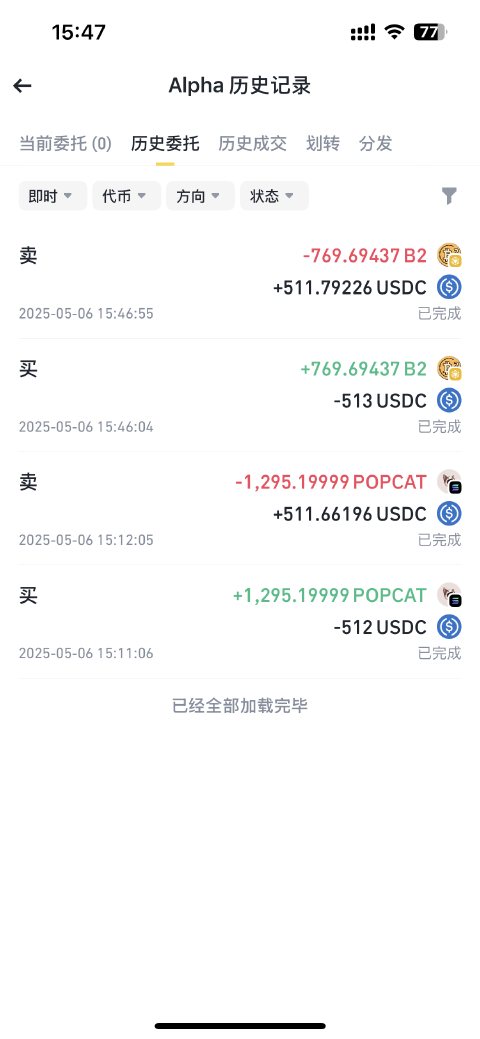 15:47
77
Alpha 历史记录
当前委托 (0) 历史委托 历史成交 划转 分发
即时 代币 方向 状态
卖 -769.69437 B2
+511.79226 USDC
2025-05-06 15:46:55 已完成
买 +769.69437 B2
-513 USDC
2025-05-06 15:46:04 已完成
卖 -1,295.19999 POPCAT
+511.66196 USDC
2025-05-06 15:12:05 已完成
买 +1,295.19999 POPCAT
-512 USDC
2025-05-06 15:11:06 已完成
已经全部加载完毕